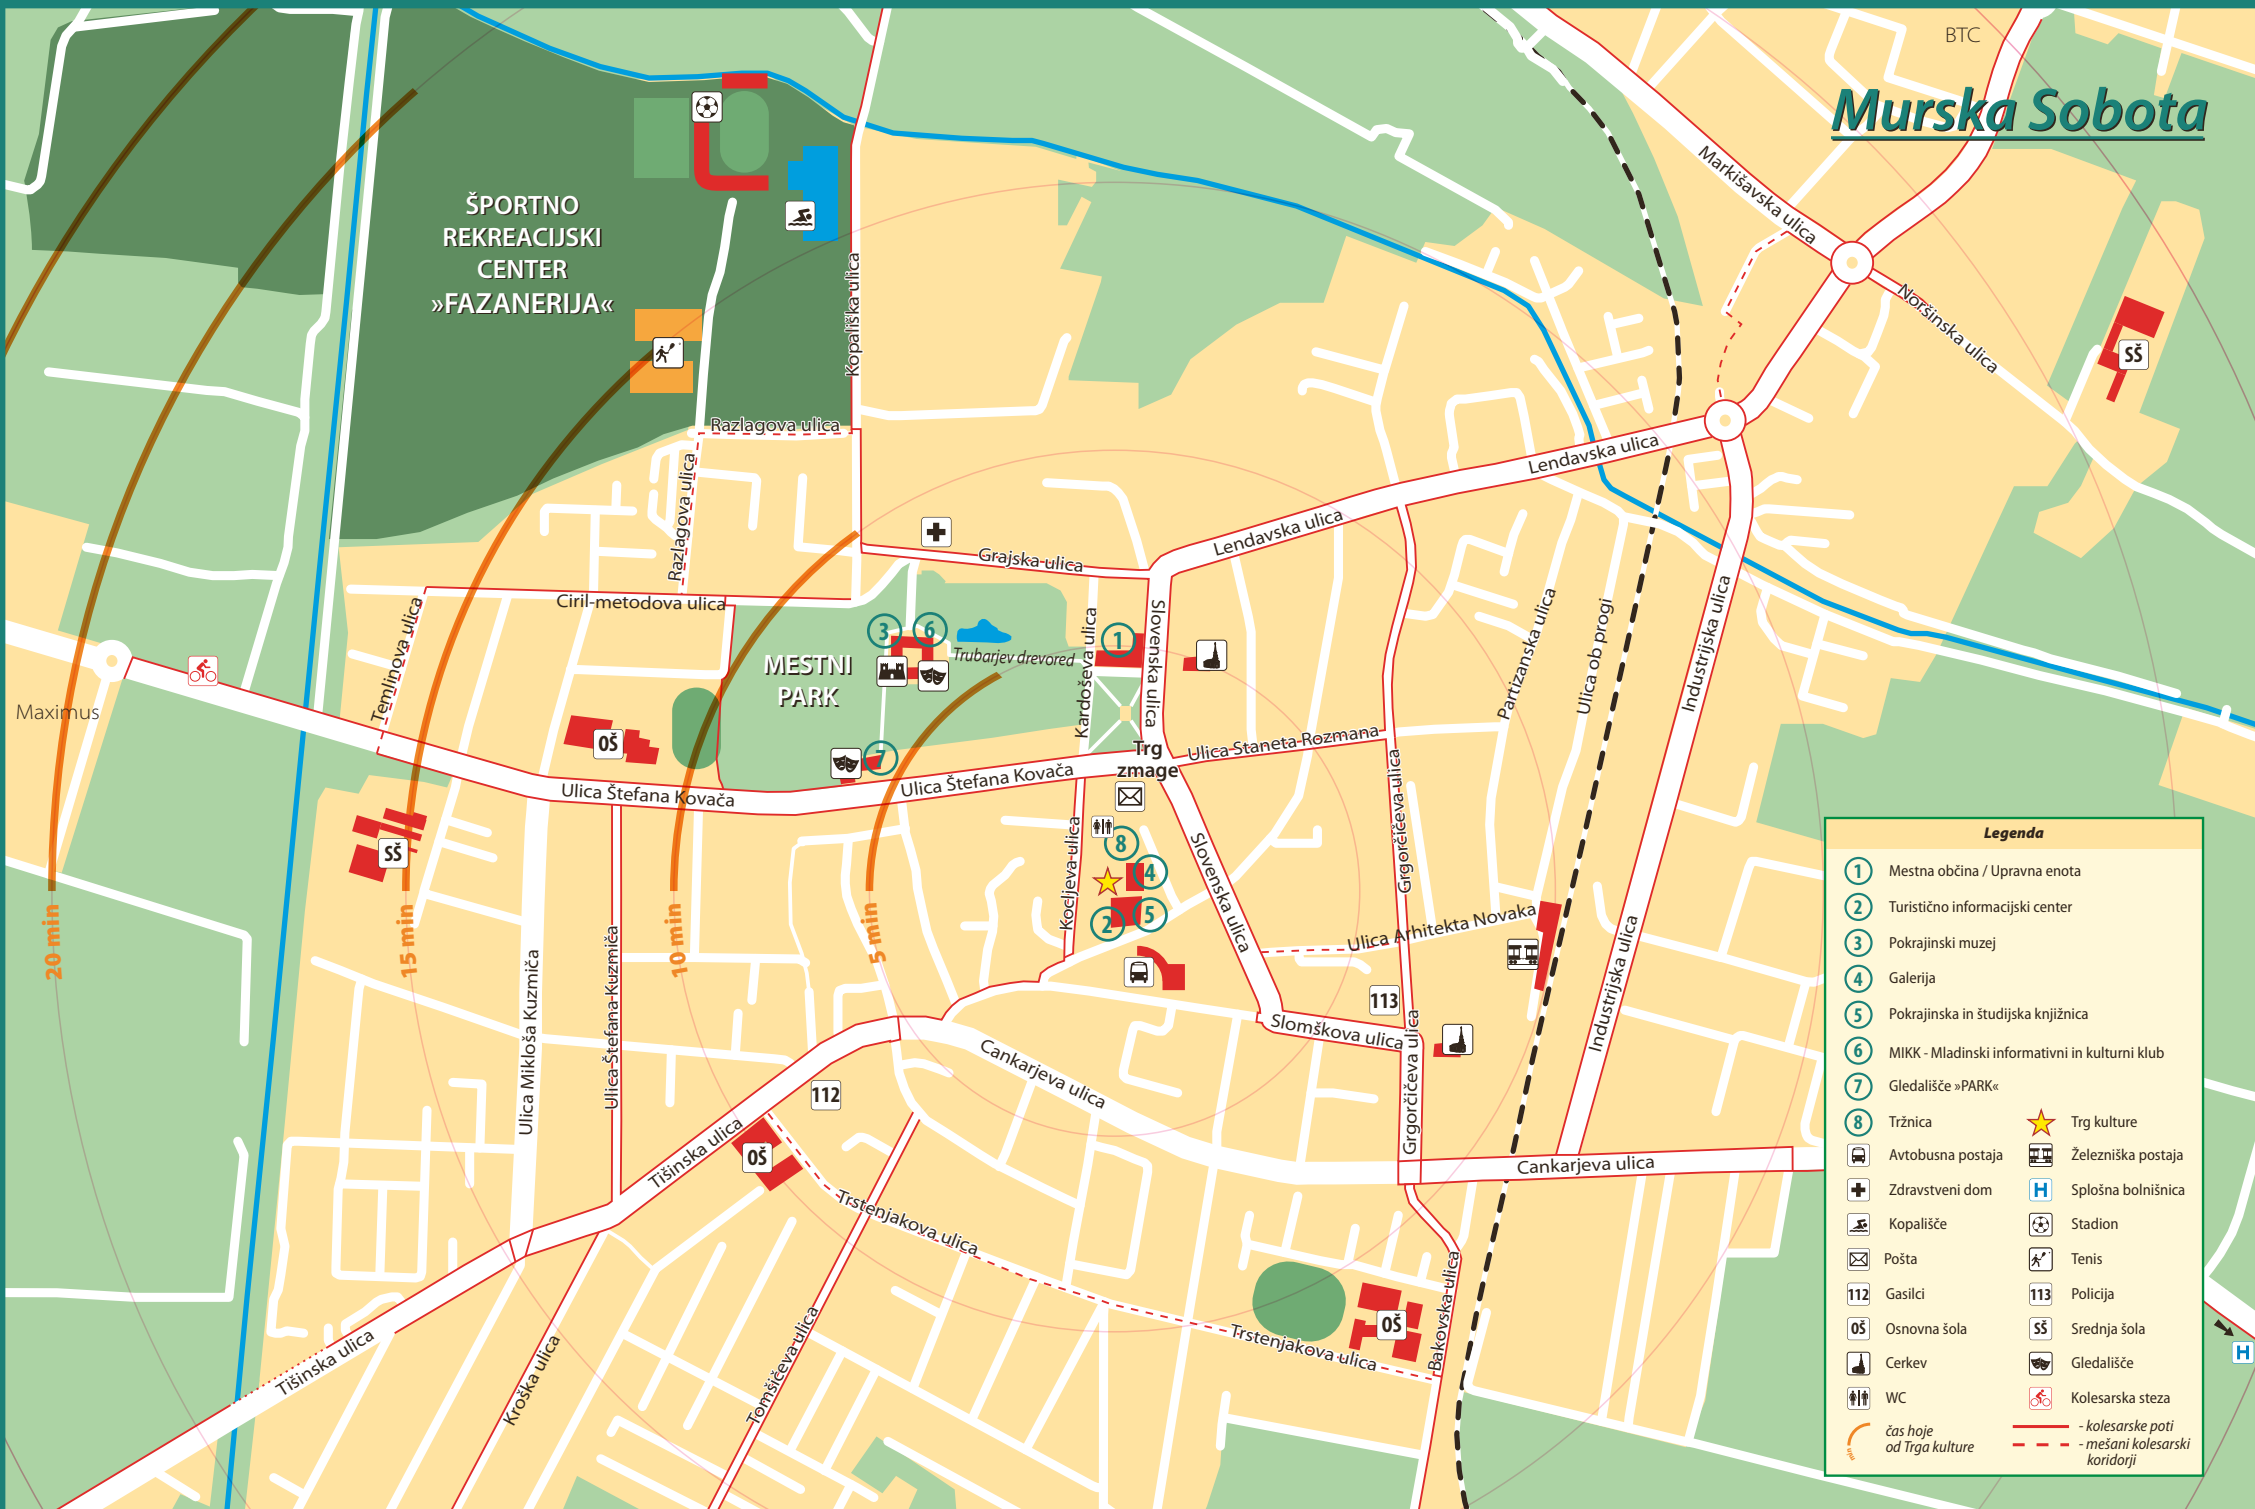 BTC
Murska Sobota
Markišavska ulica
ŠPORTNO
REKREACIJSKI
CENTER
»FAZANERIJA«
Kopališka ulica
Noršinska ulica
SŠ
Razlagova ulica
Razlagova ulica
Lendavska ulica
Lendavska ulica
Grajska ulica
Ciril-metodova ulica
Temlinova ulica
Maximus
MESTNI
PARK
3
6
Trubarjev drevored
1
Kardoševa ulica
Slovenska ulica
Partizanska ulica
Ulica ob progi
Industrijska ulica
OŠ
7
Trg
zmage
Ulica Staneta Rozmana
Ulica Štefana Kovača
Ulica Štefana Kovača
SŠ
8
4
5
2
Kocljeva ulica
Slovenska ulica
Grgorčičeva ulica
Ulica Arhitekta Novaka
20 min
15 min
10 min
5 min
Ulica Mikloša Kuzmiča
Ulica Štefana Kuzmiča
113
Slomškova ulica
Industrijska ulica
Grgorčičeva ulica
Cankarjeva ulica
112
OŠ
Tišinska ulica
Cankarjeva ulica
Trstenjakova ulica
Trstenjakova ulica
OŠ
Bakovska ulica
Tišinska ulica
Kroška ulica
Tomšičeva ulica
H
Legenda
1 Mestna občina / Upravna enota
2 Turistično informacijski center
3 Pokrajinski muzej
4 Galerija
5 Pokrajinska in študijska knjižnica
6 MIKK - Mladinski informativni in kulturni klub
7 Gledališče »PARK«
8 Tržnica
Trg kulture
Avtobusna postaja
Železniška postaja
Zdravstveni dom
H Splošna bolnišnica
Kopališče
Stadion
Pošta
Tenis
112 Gasilci
113 Policija
OŠ Osnovna šola
SŠ Srednja šola
Cerkev
Gledališče
WC
Kolesarska steza
čas hoje
od Trga kulture
- kolesarske poti
- mešani kolesarski
koridorji